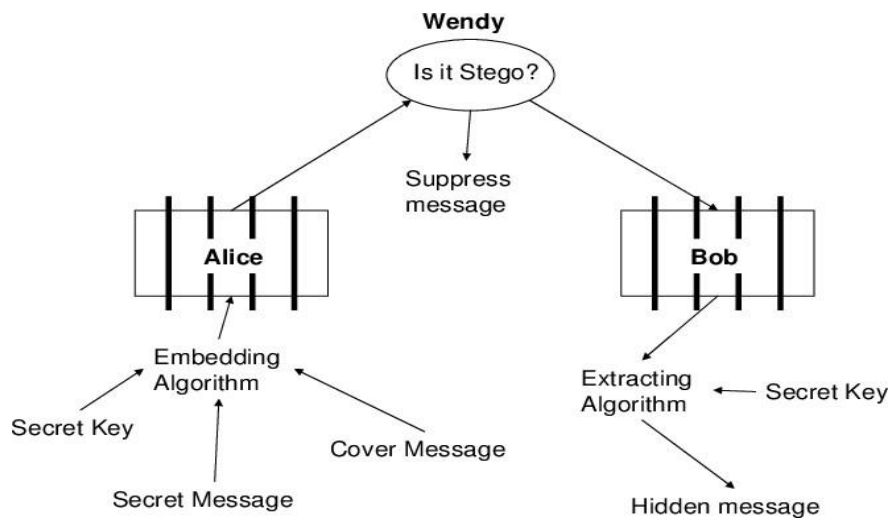 Wendy
Is it Stego?
Suppress
message
Alice
Bob
Embedding
Algorithm
Extracting
Algorithm
Secret Key
Secret Key
Cover Message
Secret Message
Hidden message